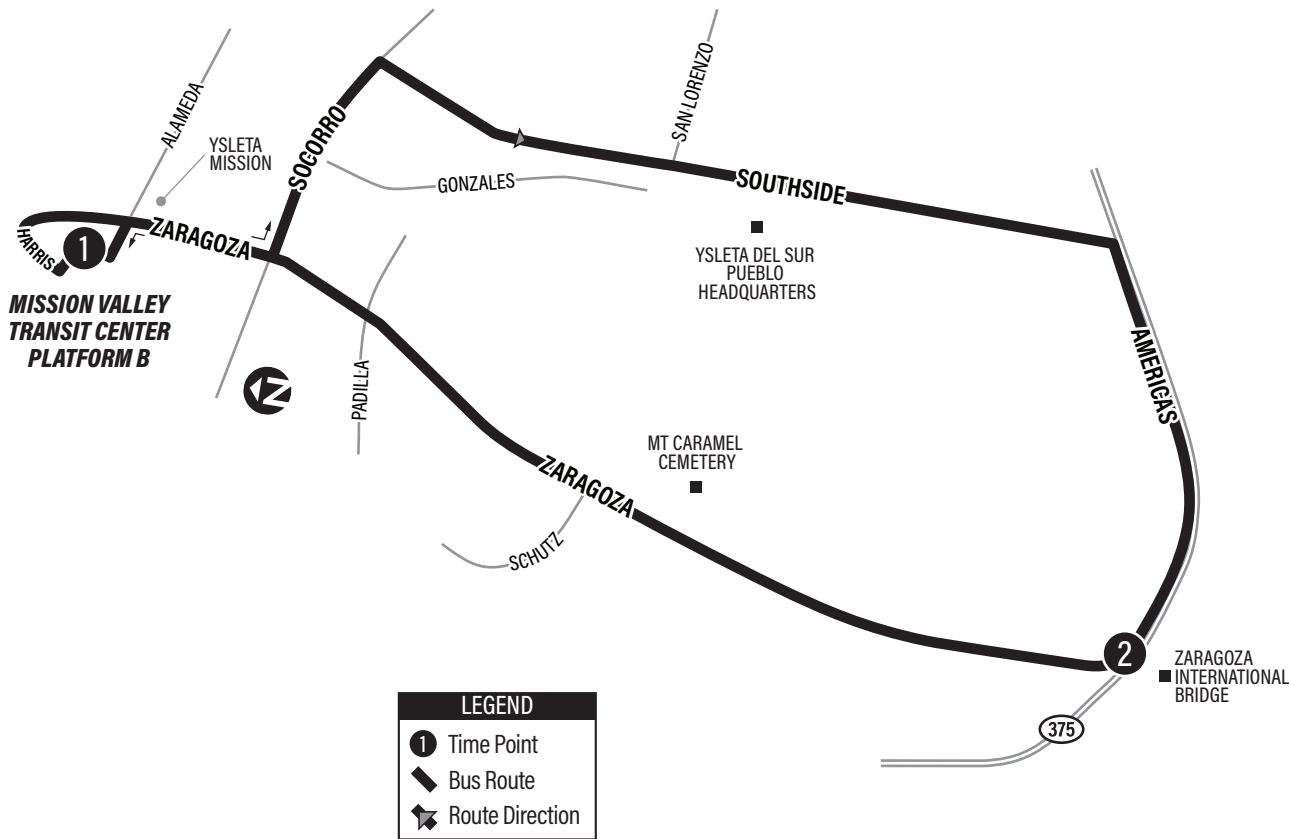 ALAMEDA
YSLETA
MISSION
SOCORRO
SAN LORENZO
GONZALES
SOUTHSIDE
ZARAGOZA
HARRIS
1
MISSION VALLEY
TRANSIT CENTER
PLATFORM B
YSLETA DEL SUR
PUEBLO
HEADQUARTERS
N
PADILLA
AMERICAS
MT CARAMEL
CEMETERY
ZARAGOZA
SCHUTZ
2
ZARAGOZA
INTERNATIONAL
BRIDGE
375
LEGEND
1 Time Point
Bus Route
Route Direction